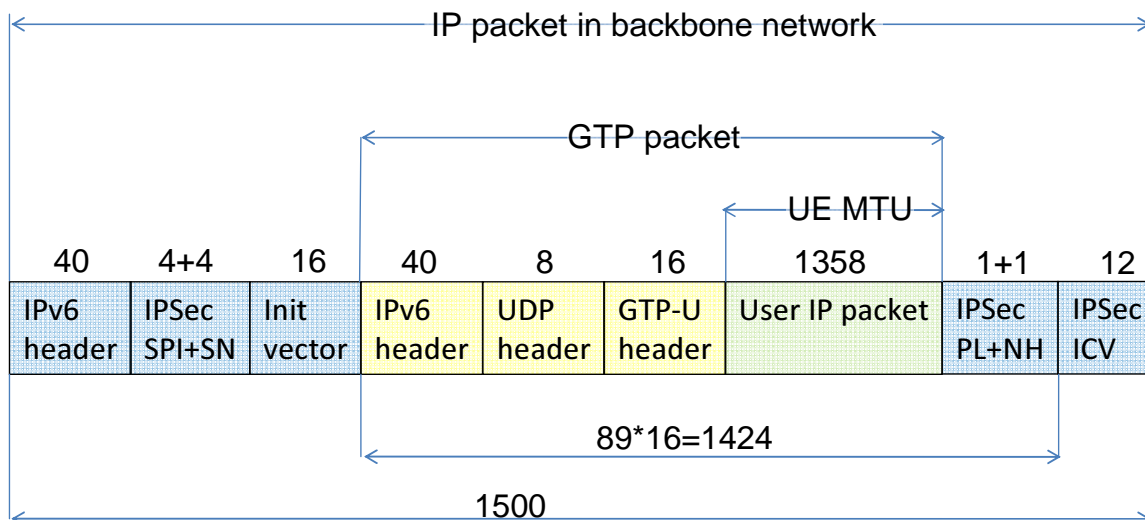 IP packet in backbone network
GTP packet
UE MTU
40 4+4 16 40 8 16 1358 1+1 12
IPv6 IPSec Init IPv6 UDP GTP-U User IP packet IPSec IPSec
header SPI+SN vector header header header PL+NH ICV
89*16=1424
1500